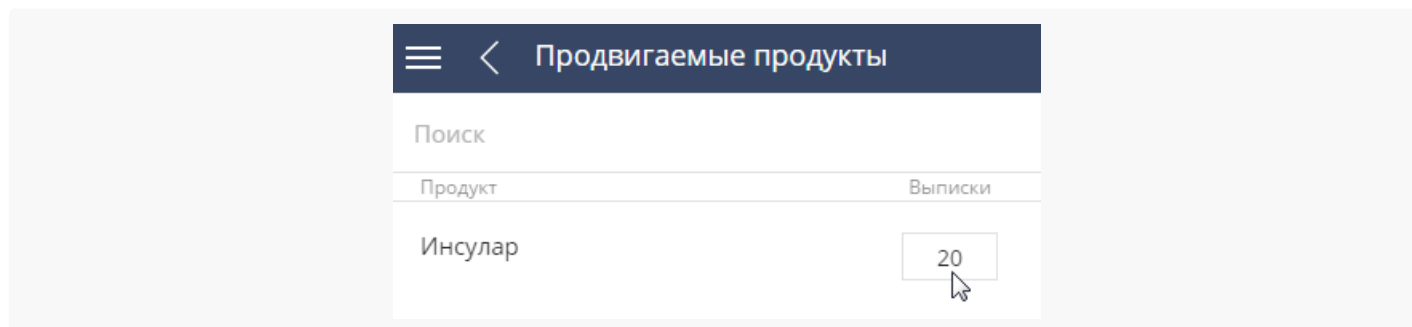 Продвигаемые продукты
Поиск
Продукт Выписки
Инсулар 20